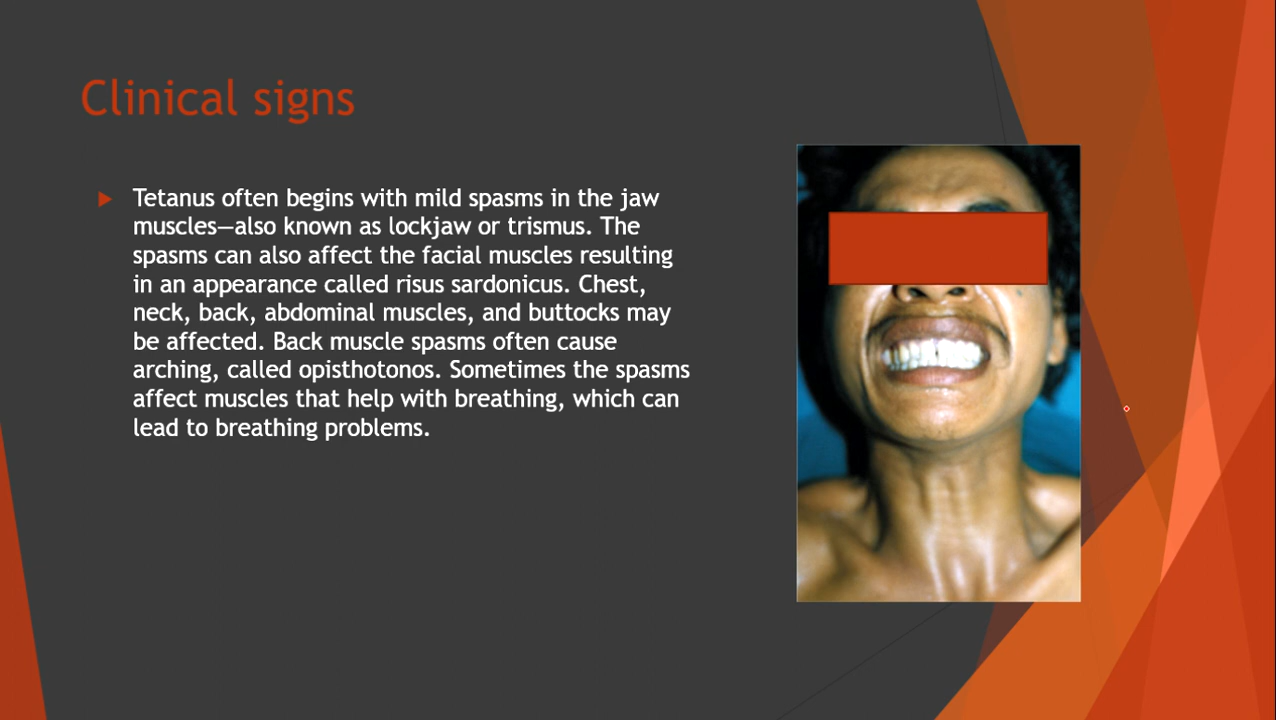 Clinical signs
Tetanus often begins with mild spasms in the jaw
muscles—also known as lockjaw or trismus. The
spasms can also affect the facial muscles resulting
in an appearance called risus sardonicus. Chest,
neck, back, abdominal muscles, and buttocks may
be affected. Back muscle spasms often cause
arching, called opisthotonos. Sometimes the spasms
affect muscles that help with breathing, which can
lead to breathing problems.